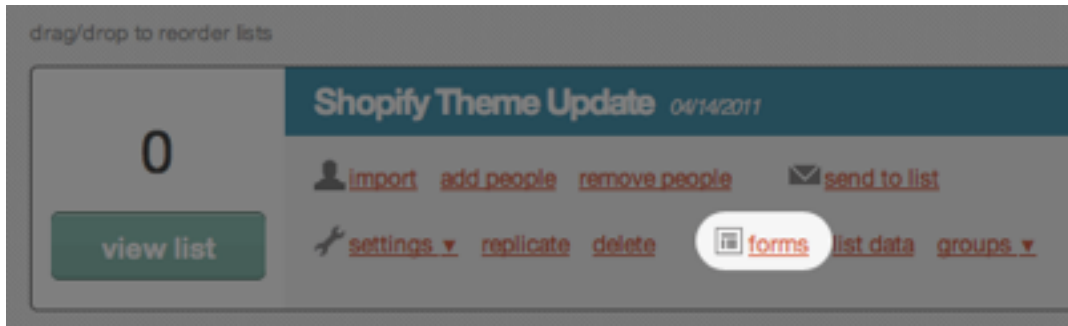 drag/drop to reorder lists
Shopify Theme Update 04/14/2011
0
import add people remove people send to list
view list
settings ▼ replicate delete forms list data groups ▼